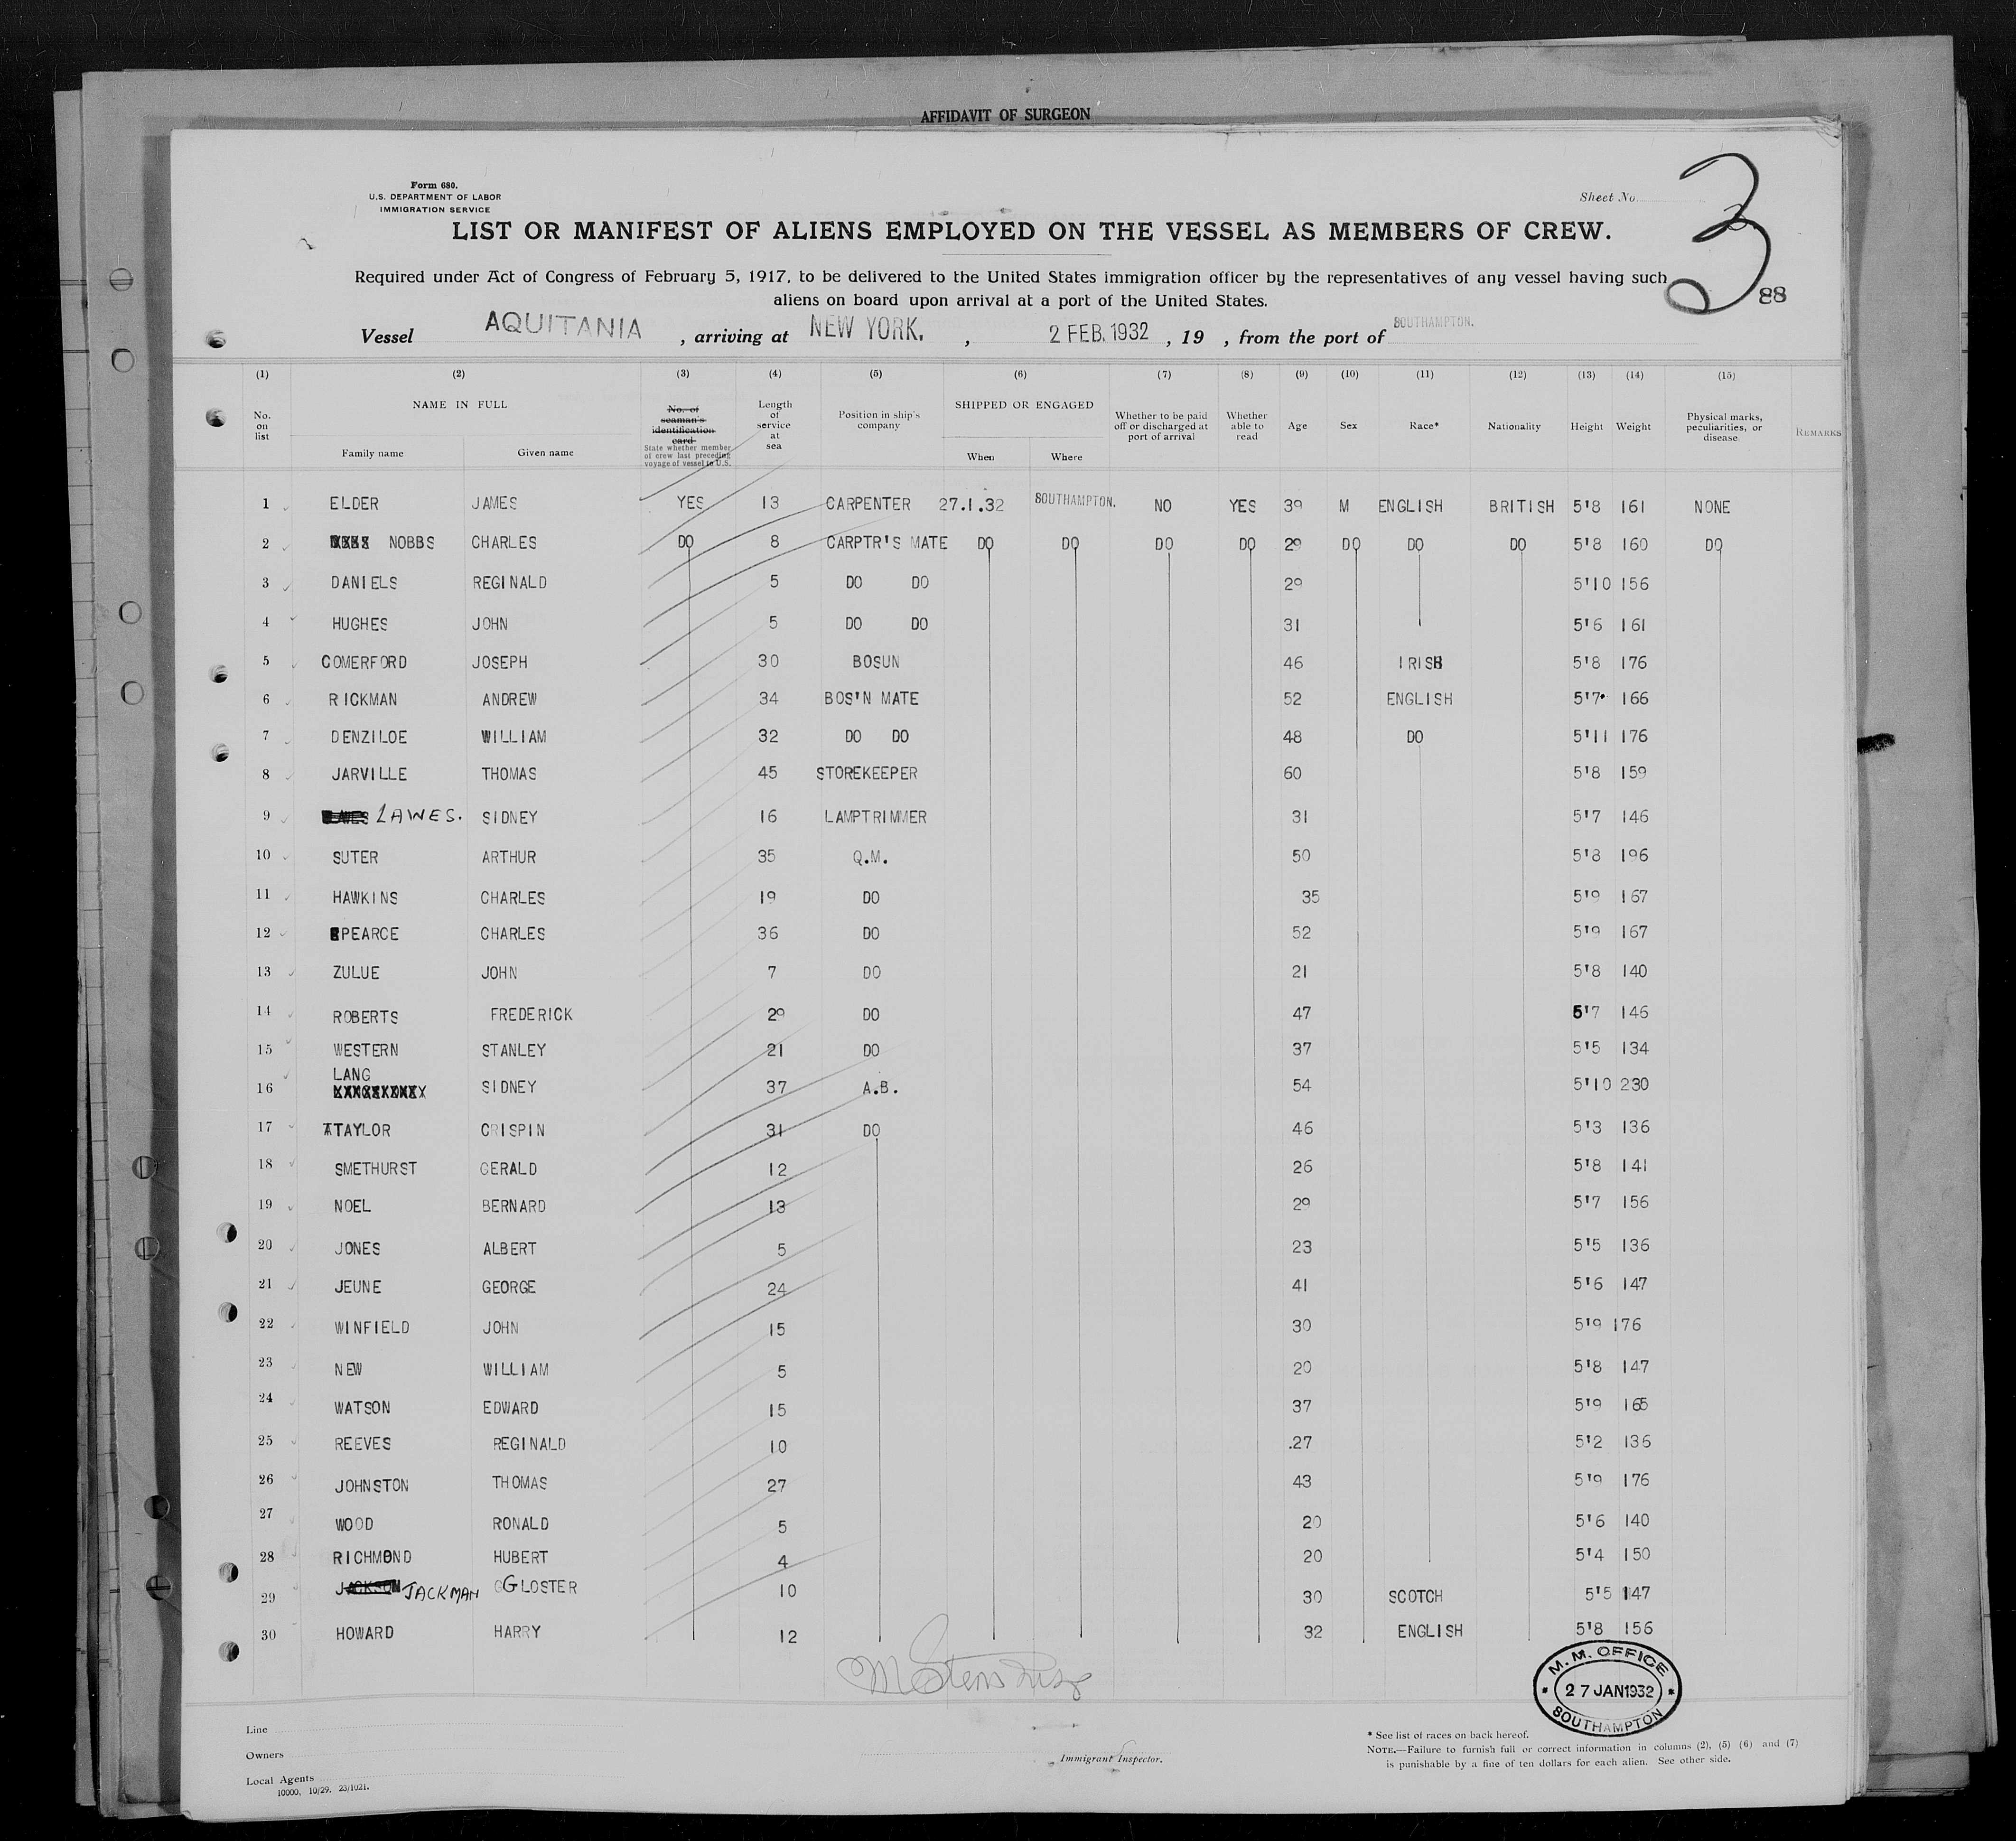 AFFIDAVIT OF SURGEON
Form 680.
U.S. DEPARTMENT OF LABOR
IMMIGRATION SERVICE
Sheet No.
3
88
LIST OR MANIFEST OF ALIENS EMPLOYED ON THE VESSEL AS MEMBERS OF CREW.
Required under Act of Congress of February 5, 1917, to be delivered to the United States immigration officer by the representatives of any vessel having such
aliens on board upon arrival at a port of the United States.
Vessel AQUITANIA , arriving at NEW YORK. , 2 FEB. 1932 , 19 , from the port of SOUTHAMPTON.
(1) (2) (3) (4) (5) (6) (7) (8) (9) (10) (11) (12) (13) (14) (15)
No. on list NAME IN FULL Family name Given name No. of seaman's identification card State whether member of crew last preceding voyage of vessel to U.S. Length of service at sea Position in ship's company SHIPPED OR ENGAGED When Where Whether to be paid off or discharged at port of arrival Whether able to read Age Sex Race* Nationality Height Weight Physical marks, peculiarities, or disease. REMARKS
1 ELDER JAMES YES 13 CARPENTER 27.1.32 SOUTHAMPTON. NO YES 39 M ENGLISH BRITISH 5'8 161 NONE
2 NOBBS CHARLES DO 8 CARPTR'S MATE DO DO DO DO 29 DO DO DO 5'8 160 DO
3 DANIELS REGINALD 5 DO DO 29 5'10 156
4 HUGHES JOHN 5 DO DO 31 5'6 161
5 COMERFORD JOSEPH 30 BOSUN 46 IRISH 5'8 176
6 RICKMAN ANDREW 34 BOS'N MATE 52 ENGLISH 5'7 166
7 DENZILOE WILLIAM 32 DO DO 48 DO 5'11 176
8 JARVILLE THOMAS 45 STOREKEEPER 60 5'8 159
9 LAWES. SIDNEY 16 LAMPTRIMMER 31 5'7 146
10 SUTER ARTHUR 35 Q.M. 50 5'8 196
11 HAWKINS CHARLES 19 DO 35 5'9 167
12 PEARCE CHARLES 36 DO 52 5'9 167
13 ZULUE JOHN 7 DO 21 5'8 140
14 ROBERTS FREDERICK 29 DO 47 5'7 146
15 WESTERN STANLEY 21 DO 37 5'5 134
16 LANG SIDNEY 37 A.B. 54 5'10 230
17 TAYLOR CRISPIN 31 DO 46 5'3 136
18 SMETHURST GERALD 12 26 5'8 141
19 NOEL BERNARD 13 29 5'7 156
20 JONES ALBERT 5 23 5'5 136
21 JEUNE GEORGE 24 41 5'6 147
22 WINFIELD JOHN 15 30 5'9 176
23 NEW WILLIAM 5 20 5'8 147
24 WATSON EDWARD 15 37 5'9 165
25 REEVES REGINALD 10 .27 5'2 136
26 JOHNSTON THOMAS 27 43 5'9 176
27 WOOD RONALD 5 20 5'6 140
28 RICHMOND HUBERT 4 20 5'4 150
29 JACKSON JACKMAN GLOSTER 10 30 SCOTCH 5'5 147
30 HOWARD HARRY 12 32 ENGLISH 5'8 156
M.M. OFFICE
27 JAN 1932
SOUTHAMPTON
Line
Owners
Local Agents
10000, 10/29. 23/1021.
Immigrant Inspector.
* See list of races on back hereof.
NOTE.—Failure to furnish full or correct information in columns (2), (5) (6) and (7)
is punishable by a fine of ten dollars for each alien. See other side.